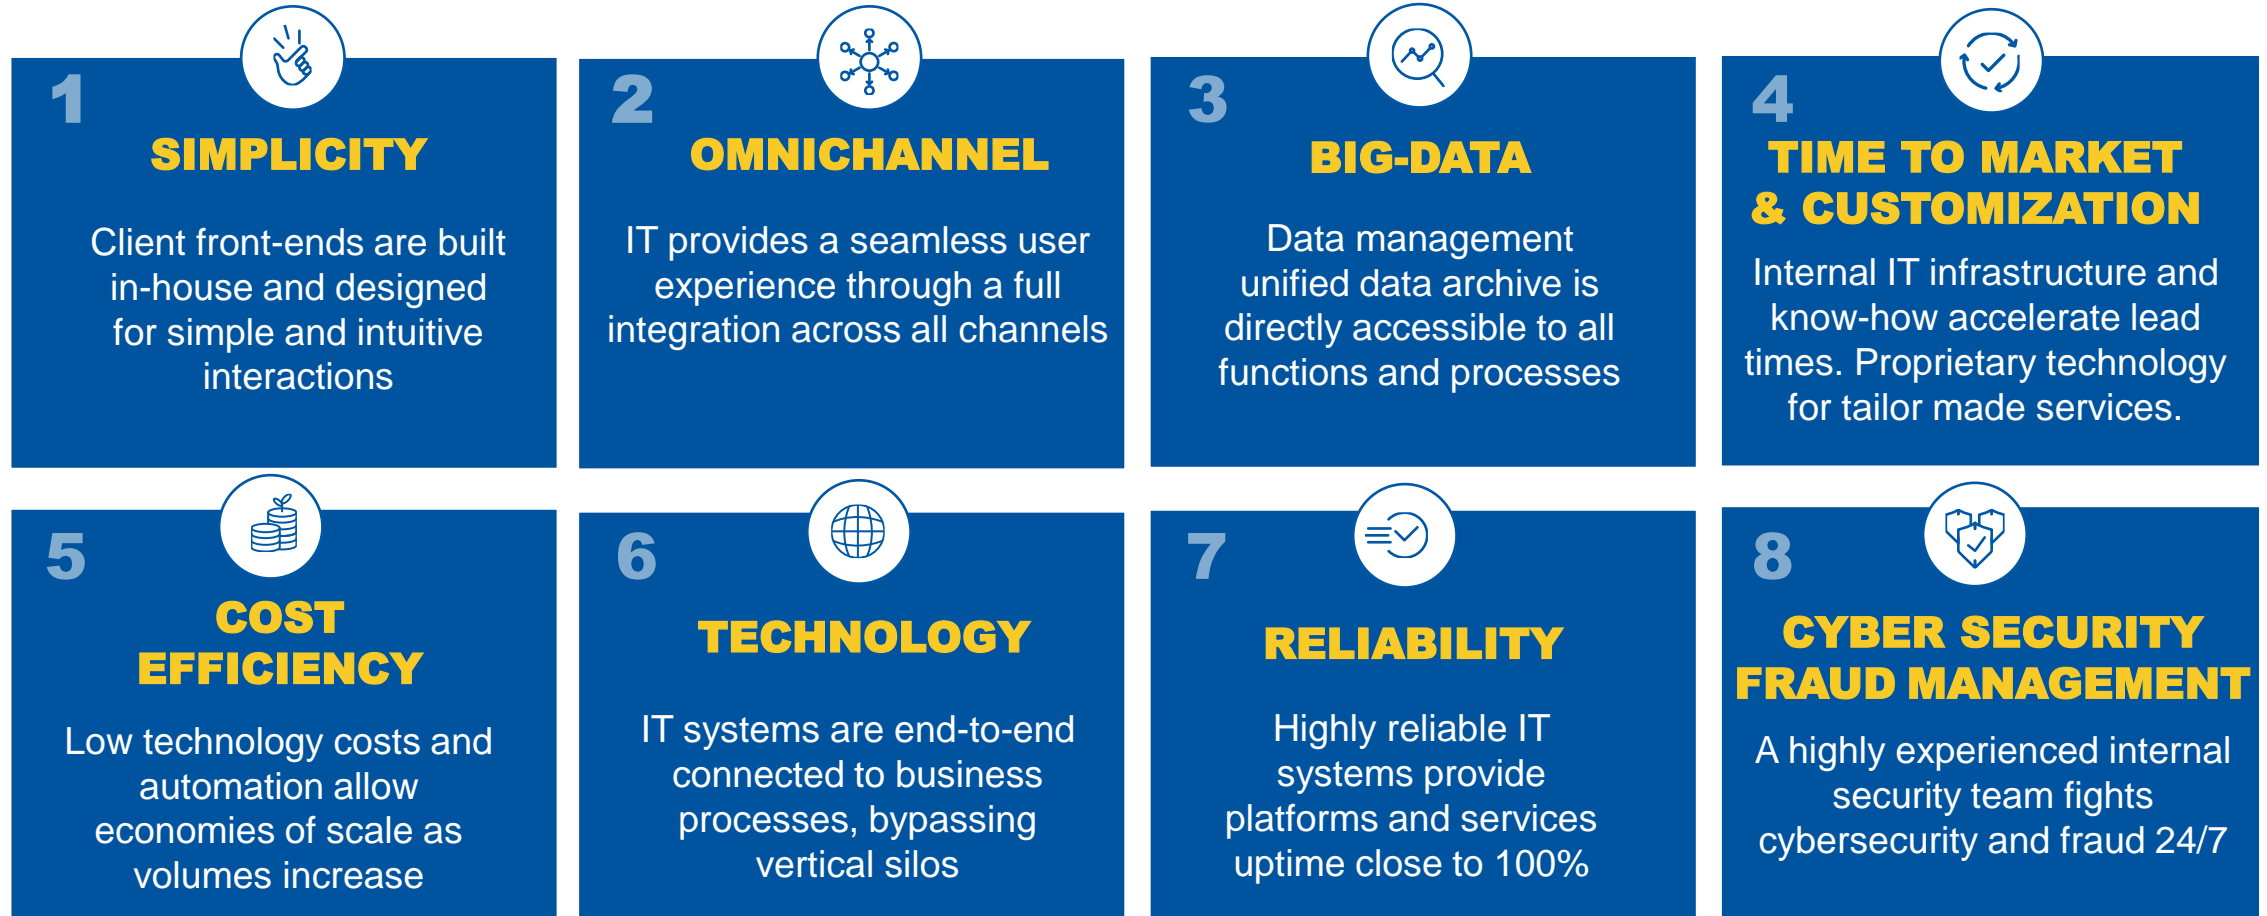 1
SIMPLICITY
Client front-ends are built
in-house and designed
for simple and intuitive
interactions
2
OMNICHANNEL
IT provides a seamless user
experience through a full
integration across all channels
3
BIG-DATA
Data management
unified data archive is
directly accessible to all
functions and processes
4
TIME TO MARKET
& CUSTOMIZATION
Internal IT infrastructure and
know-how accelerate lead
times. Proprietary technology
for tailor made services.
5
COST
EFFICIENCY
Low technology costs and
automation allow
economies of scale as
volumes increase
6
TECHNOLOGY
IT systems are end-to-end
connected to business
processes, bypassing
vertical silos
7
RELIABILITY
Highly reliable IT
systems provide
platforms and services
uptime close to 100%
8
CYBER SECURITY
FRAUD MANAGEMENT
A highly experienced internal
security team fights
cybersecurity and fraud 24/7